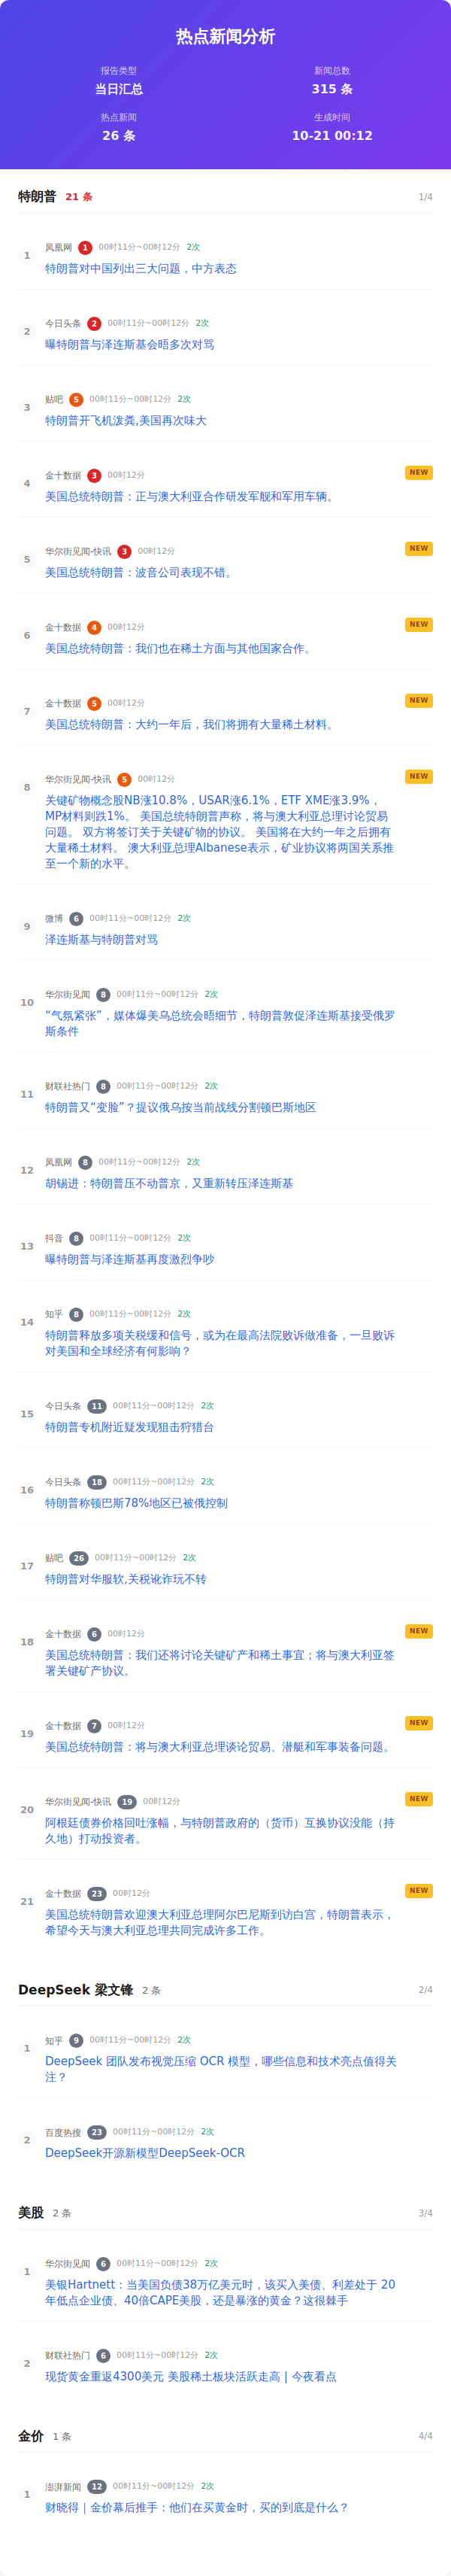 热点新闻分析
报告类型
新闻总数
当日汇总
315 条
热点新闻
生成时间
26 条
10-21 00:12
特朗普 21 条 1/4
1
凤凰网 1 00时11分~00时12分 2次
特朗普对中国列出三大问题，中方表态
2
今日头条 2 00时11分~00时12分 2次
曝特朗普与泽连斯基会晤多次对骂
3
贴吧 5 00时11分~00时12分 2次
特朗普开飞机泼粪,美国再次味大
4
金十数据 3 00时12分 NEW
美国总统特朗普：正与澳大利亚合作研发军舰和军用车辆。
5
华尔街见闻-快讯 3 00时12分 NEW
美国总统特朗普：波音公司表现不错。
6
金十数据 4 00时12分 NEW
美国总统特朗普：我们也在稀土方面与其他国家合作。
7
金十数据 5 00时12分 NEW
美国总统特朗普：大约一年后，我们将拥有大量稀土材料。
8
华尔街见闻-快讯 5 00时12分 NEW
关键矿物概念股NB涨10.8%，USAR涨6.1%，ETF XME涨3.9%，
MP材料则跌1%。 美国总统特朗普声称，将与澳大利亚总理讨论贸易
问题。 双方将签订关于关键矿物的协议。 美国将在大约一年之后拥有
大量稀土材料。 澳大利亚总理Albanese表示，矿业协议将两国关系推
至一个新的水平。
9
微博 6 00时11分~00时12分 2次
泽连斯基与特朗普对骂
10
华尔街见闻 8 00时11分~00时12分 2次
“气氛紧张”，媒体爆美乌总统会晤细节，特朗普敦促泽连斯基接受俄罗
斯条件
11
财联社热门 8 00时11分~00时12分 2次
特朗普又“变脸”？提议俄乌按当前战线分割顿巴斯地区
12
凤凰网 8 00时11分~00时12分 2次
胡锡进：特朗普压不动普京，又重新转压泽连斯基
13
抖音 8 00时11分~00时12分 2次
曝特朗普与泽连斯基再度激烈争吵
14
知乎 8 00时11分~00时12分 2次
特朗普释放多项关税缓和信号，或为在最高法院败诉做准备，一旦败诉
对美国和全球经济有何影响？
15
今日头条 11 00时11分~00时12分 2次
特朗普专机附近疑发现狙击狩猎台
16
今日头条 18 00时11分~00时12分 2次
特朗普称顿巴斯78%地区已被俄控制
17
贴吧 26 00时11分~00时12分 2次
特朗普对华服软,关税讹诈玩不转
18
金十数据 6 00时12分 NEW
美国总统特朗普：我们还将讨论关键矿产和稀土事宜；将与澳大利亚签
署关键矿产协议。
19
金十数据 7 00时12分 NEW
美国总统特朗普：将与澳大利亚总理谈论贸易、潜艇和军事装备问题。
20
华尔街见闻-快讯 19 00时12分 NEW
阿根廷债券价格回吐涨幅，与特朗普政府的（货币）互换协议没能（持
久地）打动投资者。
21
金十数据 23 00时12分 NEW
美国总统特朗普欢迎澳大利亚总理阿尔巴尼斯到访白宫，特朗普表示，
希望今天与澳大利亚总理共同完成许多工作。
DeepSeek 梁文锋 2 条 2/4
1
知乎 9 00时11分~00时12分 2次
DeepSeek 团队发布视觉压缩 OCR 模型，哪些信息和技术亮点值得关
注？
2
百度热搜 23 00时11分~00时12分 2次
DeepSeek开源新模型DeepSeek-OCR
美股 2 条 3/4
1
华尔街见闻 6 00时11分~00时12分 2次
美银Hartnett：当美国负债38万亿美元时，该买入美债、利差处于 20
年低点企业债、40倍CAPE美股，还是暴涨的黄金？这很棘手
2
财联社热门 6 00时11分~00时12分 2次
现货黄金重返4300美元 美股稀土板块活跃走高 | 今夜看点
金价 1 条 4/4
1
澎湃新闻 12 00时11分~00时12分 2次
财晓得｜金价幕后推手：他们在买黄金时，买的到底是什么？